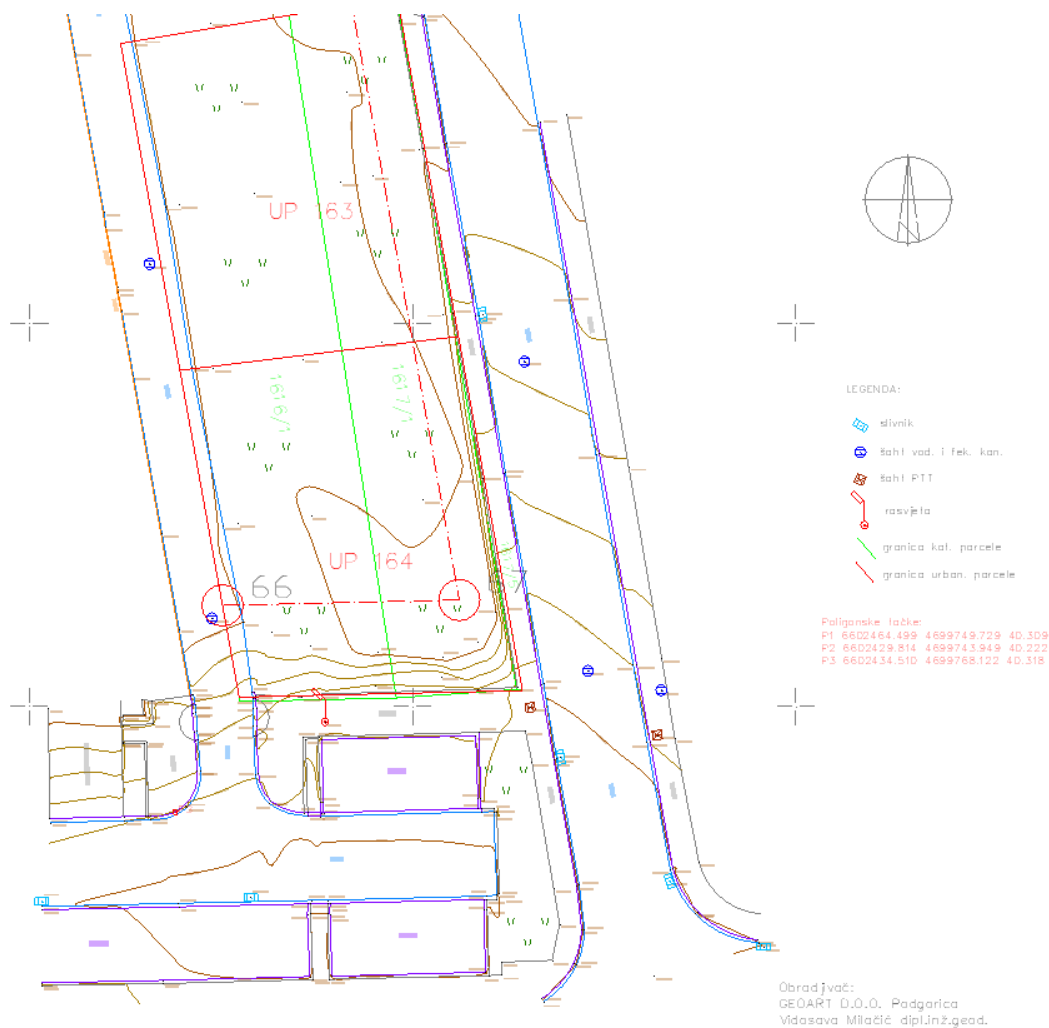 UP 163
1616/1
1617/1
UP 164
66
LEGENDA:
slivnik
šaht vod. i fek. kan.
šaht PTT
rasvjeta
granica kat. parcele
granica urban. parcele
Poligonske tačke:
P1 6602464.499 4699749.729 40.309
P2 6602429.814 4699743.949 40.222
P3 6602434.510 4699768.122 40.318
Obradjivač:
GEOART D.O.O. Podgorica
Vidosava Milačić dipl.inž.geod.